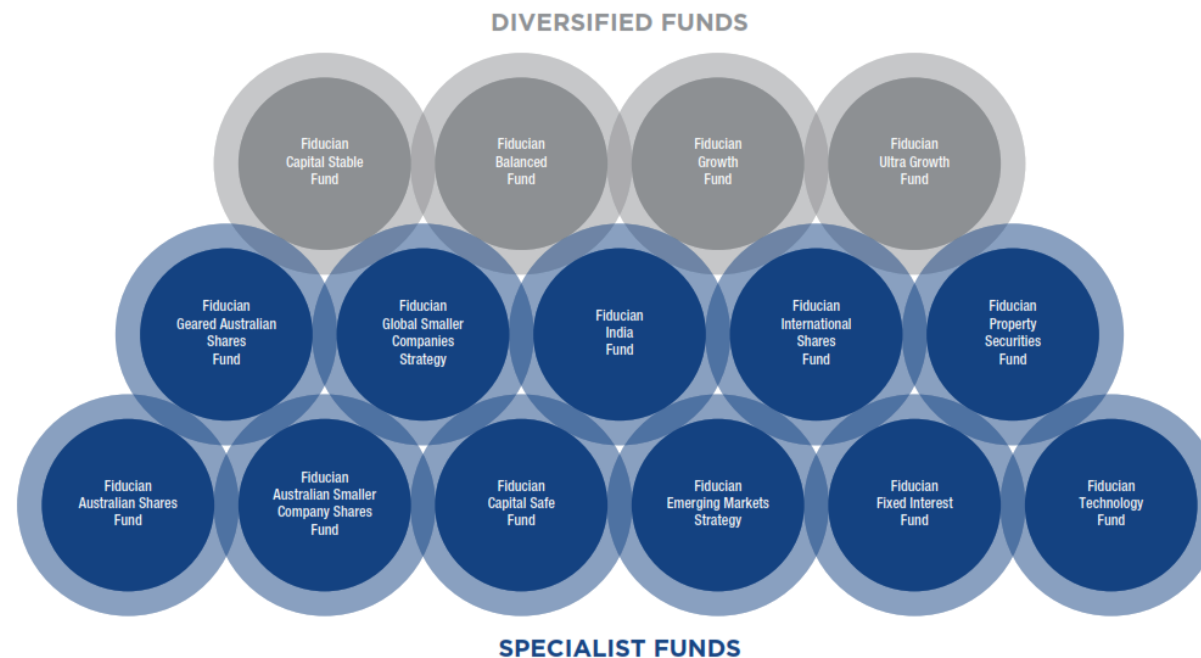 DIVERSIFIED FUNDS
Fiducian
Capital Stable
Fund
Fiducian
Balanced
Fund
Fiducian
Growth
Fund
Fiducian
Ultra Growth
Fund
Fiducian
Geared Australian
Shares
Fund
Fiducian
Global Smaller
Companies
Strategy
Fiducian
India
Fund
Fiducian
International
Shares
Fund
Fiducian
Property
Securities
Fund
Fiducian
Australian Shares
Fund
Fiducian
Australian Smaller
Company Shares
Fund
Fiducian
Capital Safe
Fund
Fiducian
Emerging Markets
Strategy
Fiducian
Fixed Interest
Fund
Fiducian
Technology
Fund
SPECIALIST FUNDS